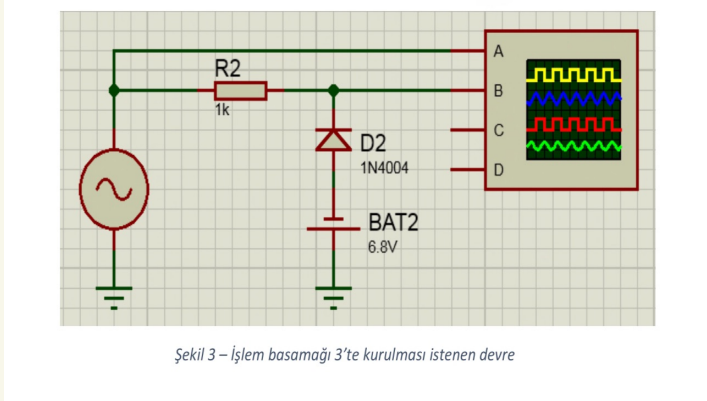 A
R2
B
1k
C
D2
1N4004
D
BAT2
6.8V
Şekil 3 – İşlem basamağı 3’te kurulması istenen devre